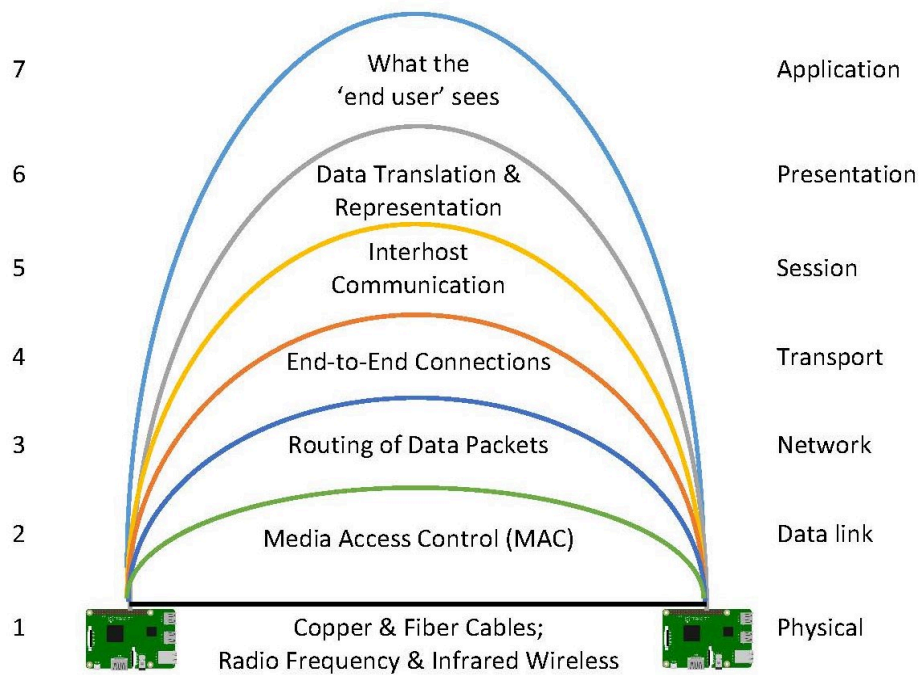 7
What the
‘end user’ sees
Application
6
Data Translation &
Representation
Presentation
5
Interhost
Communication
Session
4
End-to-End Connections
Transport
3
Routing of Data Packets
Network
2
Media Access Control (MAC)
Data link
1
Copper & Fiber Cables;
Radio Frequency & Infrared Wireless
Physical